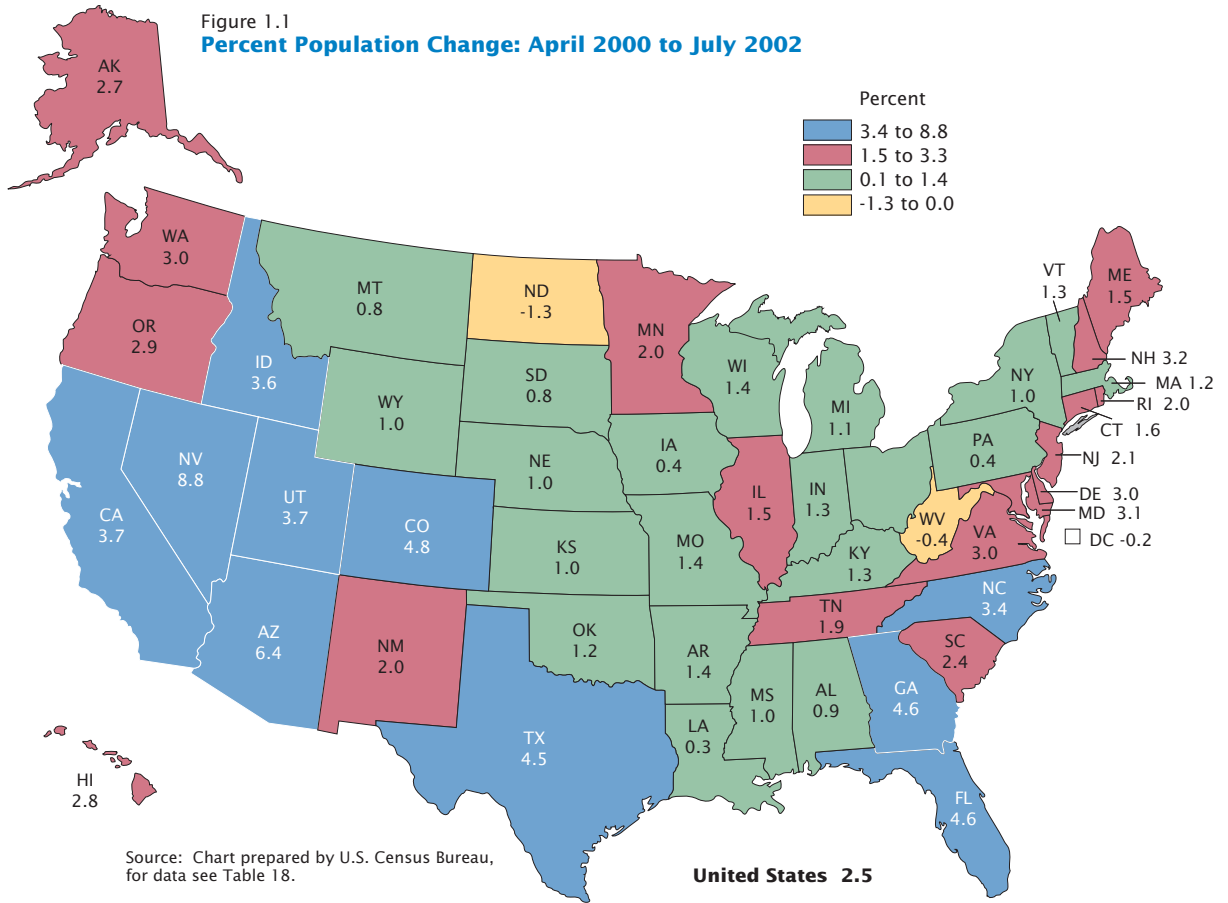 Figure 1.1
Percent Population Change: April 2000 to July 2002
AK
2.7
Percent
3.4 to 8.8
1.5 to 3.3
0.1 to 1.4
-1.3 to 0.0
WA
3.0
MT
0.8
ND
-1.3
MN
2.0
VT
1.3
ME
1.5
OR
2.9
ID
3.6
WY
1.0
SD
0.8
WI
1.4
MI
1.1
NY
1.0
NH 3.2
MA 1.2
RI 2.0
CT 1.6
NV
8.8
UT
3.7
CO
4.8
NE
1.0
IA
0.4
IL
1.5
IN
1.3
PA
0.4
NJ 2.1
DE 3.0
MD 3.1
DC -0.2
CA
3.7
KS
1.0
MO
1.4
KY
1.3
WV
-0.4
VA
3.0
AZ
6.4
NM
2.0
OK
1.2
AR
1.4
TN
1.9
NC
3.4
SC
2.4
TX
4.5
LA
0.3
MS
1.0
AL
0.9
GA
4.6
FL
4.6
HI
2.8
Source: Chart prepared by U.S. Census Bureau,
for data see Table 18.
United States 2.5